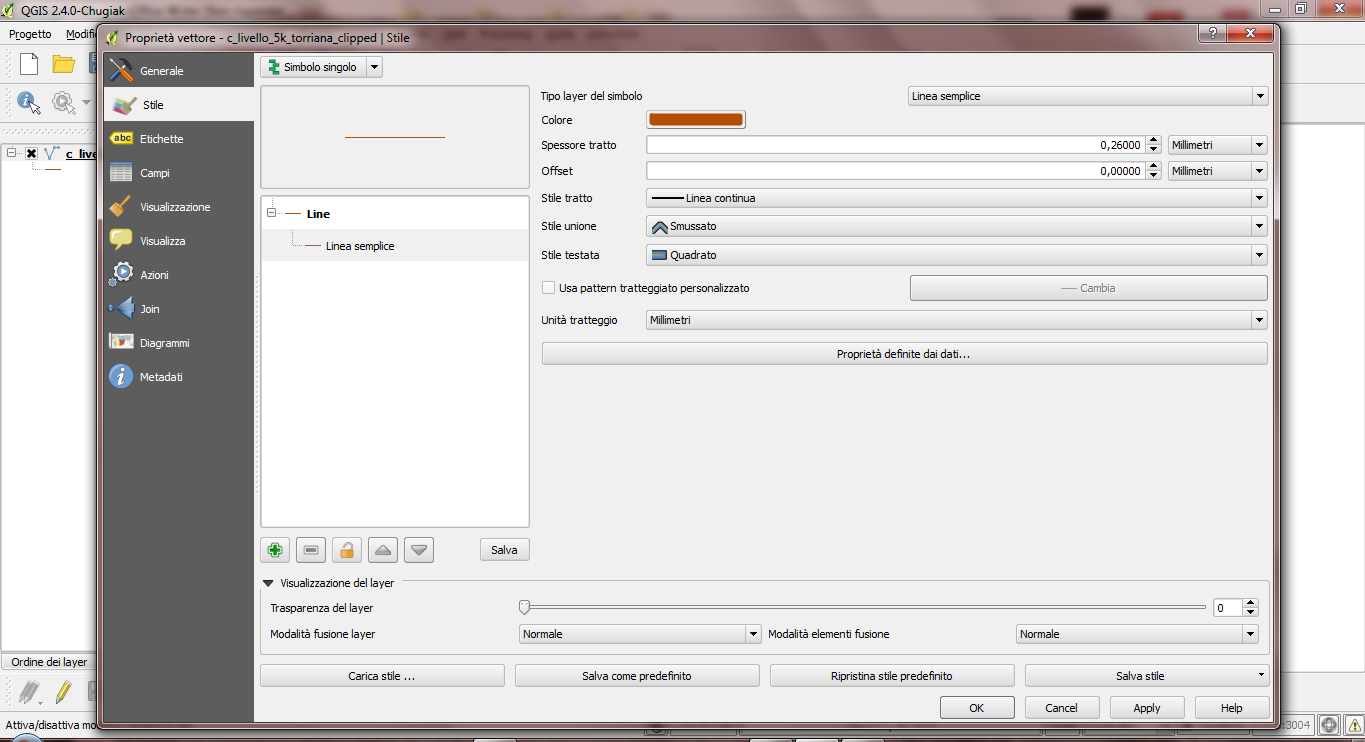 QGIS 2.4.0-Chugiak
Progetto Modifi
Proprietà vettore - c_livello_5k_torriana_clipped | Stile
?
Generale
Stile
abc Etichette
Campi
Visualizzazione
Visualizza
Azioni
Join
Diagrammi
Metadati
c_live
Ordine dei layer
Attiva/disattiva mo
Simbolo singolo
Line
Linea semplice
Salva
Tipo layer del simbolo Linea semplice
Colore
Spessore tratto 0,26000 Millimetri
Offset 0,00000 Millimetri
Stile tratto Linea continua
Stile unione Smussato
Stile testata Quadrato
Usa pattern tratteggiato personalizzato Cambia
Unità tratteggio Millimetri
Proprietà definite dai dati...
Visualizzazione del layer
Trasparenza del layer 0
Modalità fusione layer Normale Modalità elementi fusione Normale
Carica stile ... Salva come predefinito Ripristina stile predefinito Salva stile
OK Cancel Apply Help
:3004